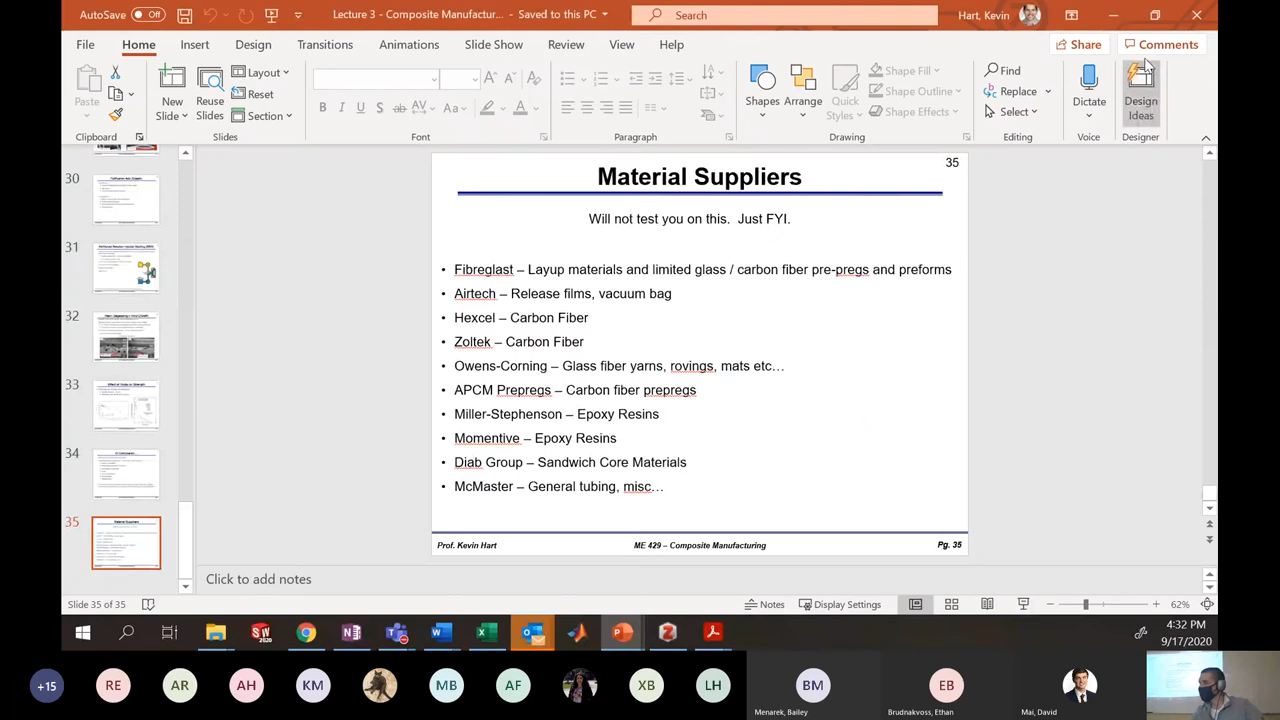 AutoSave Off
Lecture 3 - Composite Manufactur... - Saved to this PC
Search
Hart, Kevin
File Home Insert Design Transitions Animations Slide Show Review View Help
Share Comments
Paste
New Slide
Reuse Slides
Layout
Reset
Section
Shapes
Arrange
Quick Styles
Shape Fill
Shape Outline
Shape Effects
Find
Replace
Select
Dictate
Design Ideas
Clipboard Slides Font Paragraph Drawing Editing Voice Designer
30
31
32
33
34
35
35
Material Suppliers
Will not test you on this. Just FYI.
• Fibreglast – Layup materials and limited glass / carbon fiber prepregs and preforms
• Airtech – Release films, vacuum bag
• Hexcel – Carbon Fiber
• Zoltek – Carbon Fiber
• Owens-Corning – Glass fiber yarns, rovings, mats etc…
• APCM Prepreg – Carbon fiber prepregs
• Miller-Stephenson – Epoxy Resins
• Momentive – Epoxy Resins
Group – Sandwich Core Materials
• McMaster – General tubing, misc…
Prof. Kevin Hart ME 429 – Composite Manufacturing Pg. 35
Click to add notes
Slide 35 of 35
Notes Display Settings 62%
4:32 PM
9/17/2020
+15 RE AR AH KM MB XB LH BM EB
Menarek, Bailey
Brudnakvoss, Ethan
Mai, David